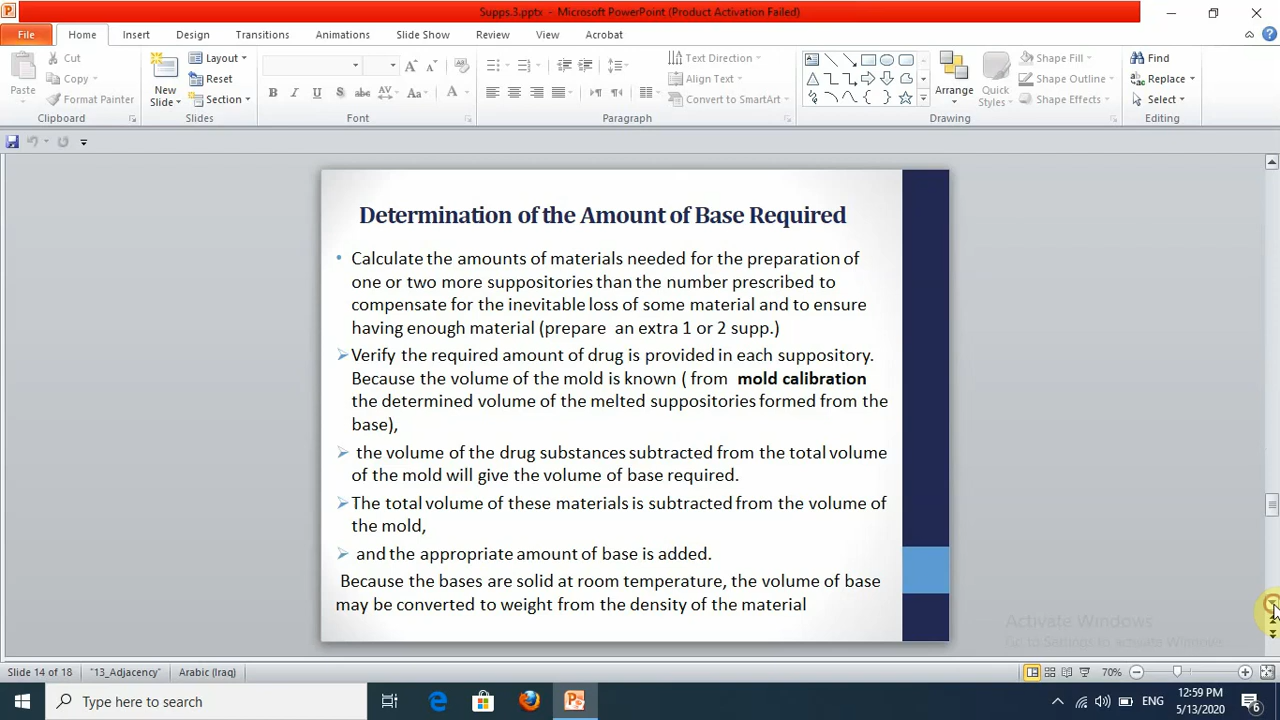 Supps.3.pptx - Microsoft PowerPoint (Product Activation Failed)
File Home Insert Design Transitions Animations Slide Show Review View Add Acrobat
Paste Cut Copy Format Painter
Clipboard
New Slide Layout Reset Section
Slides
B I U S abc AV Aa A
Font
Text Direction
Align Text
Convert to SmartArt
Paragraph
Arrange Quick Styles
Shape Fill
Shape Outline
Shape Effects
Drawing
Find
Replace
Select
Editing
Determination of the Amount of Base Required
• Calculate the amounts of materials needed for the preparation of
one or two more suppositories than the number prescribed to
compensate for the inevitable loss of some material and to ensure
having enough material (prepare an extra 1 or 2 supp.)
➢ Verify the required amount of drug is provided in each suppository.
Because the volume of the mold is known ( from mold calibration
the determined volume of the melted suppositories formed from the
base),
➢ the volume of the drug substances subtracted from the total volume
of the mold will give the volume of base required.
➢ The total volume of these materials is subtracted from the volume of
the mold,
➢ and the appropriate amount of base is added.
Because the bases are solid at room temperature, the volume of base
may be converted to weight from the density of the material
Activate Windows
Go to Settings to Activate Windows.
Slide 14 of 18 "13_Adjacency" Arabic (Iraq) 70%
Type here to search
ENG
12:59 PM
5/13/2020
6